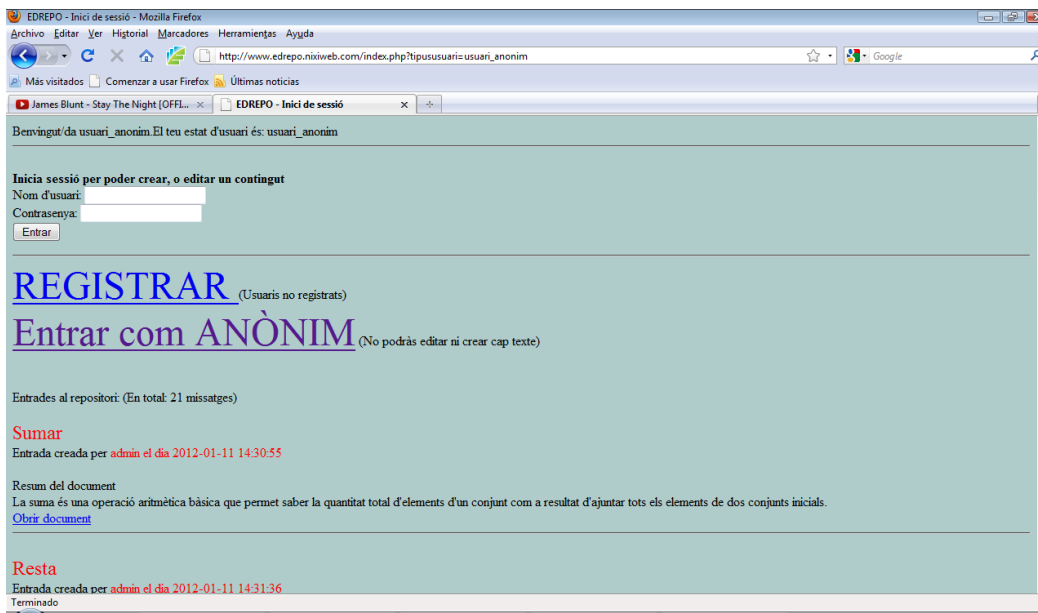 EDREPO - Inici de sessió - Mozilla Firefox
Archivo Editar Ver Historial Marcadores Herramientas Ayuda
http://www.edrepo.nixiweb.com/index.php?tipususuari=usuari_anonim
Google
Más visitados Comenzar a usar Firefox Últimas noticias
James Blunt - Stay The Night [OFFI...
EDREPO - Inici de sessió
Benvingut/da usuari_anonim.El teu estat d'usuari és: usuari_anonim
Inicia sessió per poder crear, o editar un contingut
Nom d'usuari:
Contrasenya:
Entrar
REGISTRAR (Usuaris no registrats)
Entrar com ANÒNIM (No podràs editar ni crear cap texte)
Entrades al repositori: (En total: 21 missatges)
Sumar
Entrada creada per admin el dia 2012-01-11 14:30:55
Resum del document
La suma és una operació aritmètica bàsica que permet saber la quantitat total d'elements d'un conjunt com a resultat d'ajuntar tots els elements de dos conjunts inicials.
Obrir document
Resta
Entrada creada per admin el dia 2012-01-11 14:31:36
Terminado